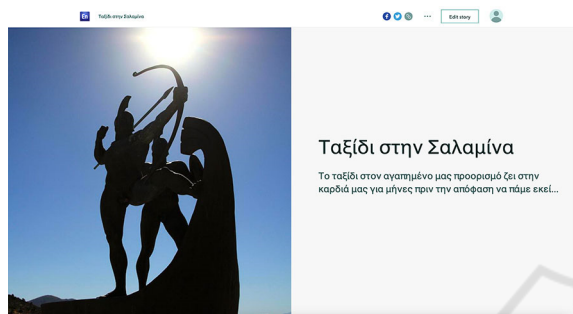 En Ταξίδι στην Σαλαμίνα Edit story
Ταξίδι στην Σαλαμίνα
Το ταξίδι στον αγαπημένο μας προορισμό ζει στην
καρδιά μας για μήνες πριν την απόφαση να πάμε εκεί...